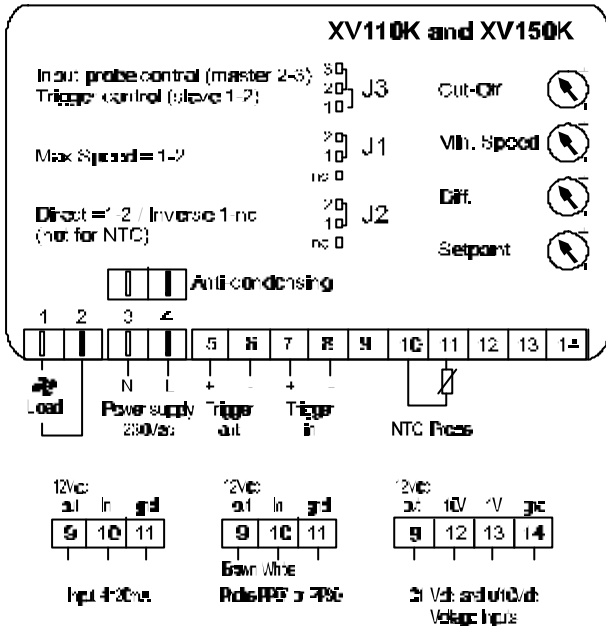 XV110K and XV150K
Input probe control (master 2-3)
Trigger control (slave 1-2)
3
2
1
J3
Cut-Off
Max Speed = 1-2
2
1
nc
J1
Min. Speed
Direct =1-2 / Inverse 1-nc
(not for NTC)
2
1
nc
J2
Diff.
Setpoint
Anti-condensing
1 2 3 4
5 6 7 8 9 10 11 12 13 14
N L + - + -
Load
Power supply
230Vac
Trigger
out
Trigger
in
NTC Probe
12Vdc
out In gnd
9 10 11
Input 4÷20ma
12Vdc
out In gnd
9 10 11
Brown White
12Vdc
out 10V 1V gnd
9 12 13 14
Voltage Inputs